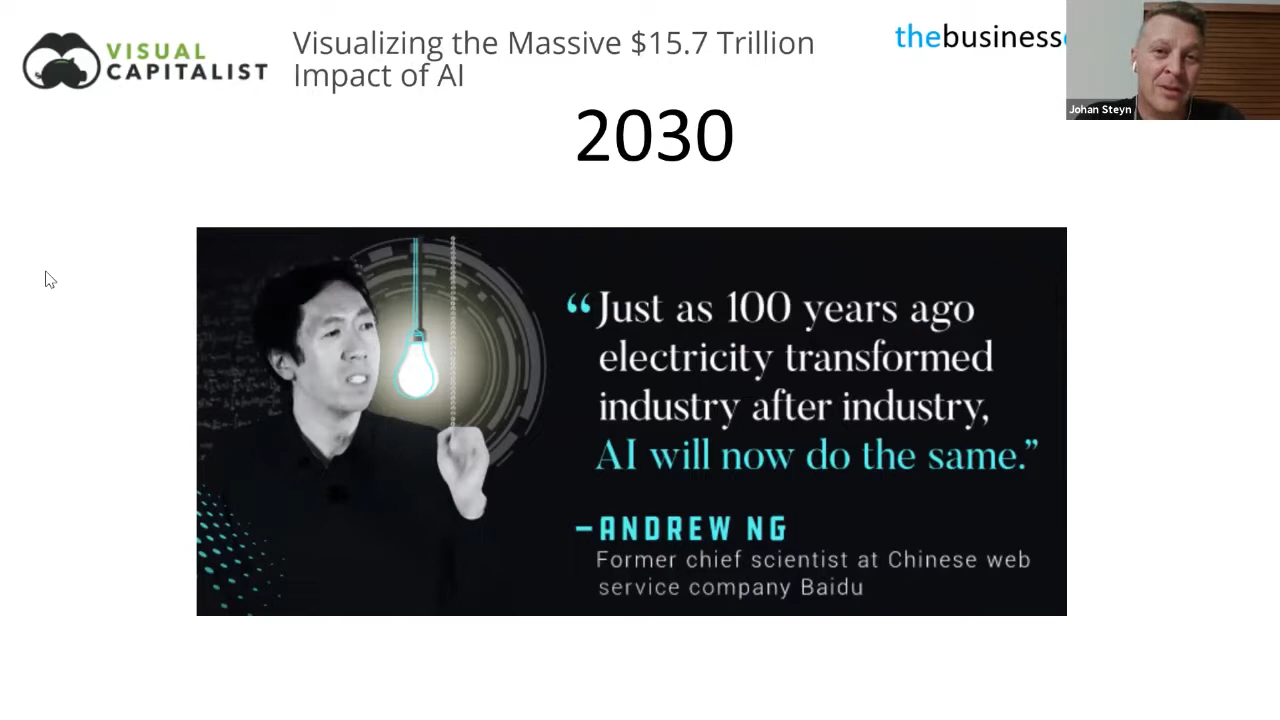 VISUAL
CAPITALIST
Visualizing the Massive $15.7 Trillion
Impact of AI
thebusiness
Johan Steyn
2030
“Just as 100 years ago
electricity transformed
industry after industry,
AI will now do the same.”
–ANDREW NG
Former chief scientist at Chinese web
service company Baidu